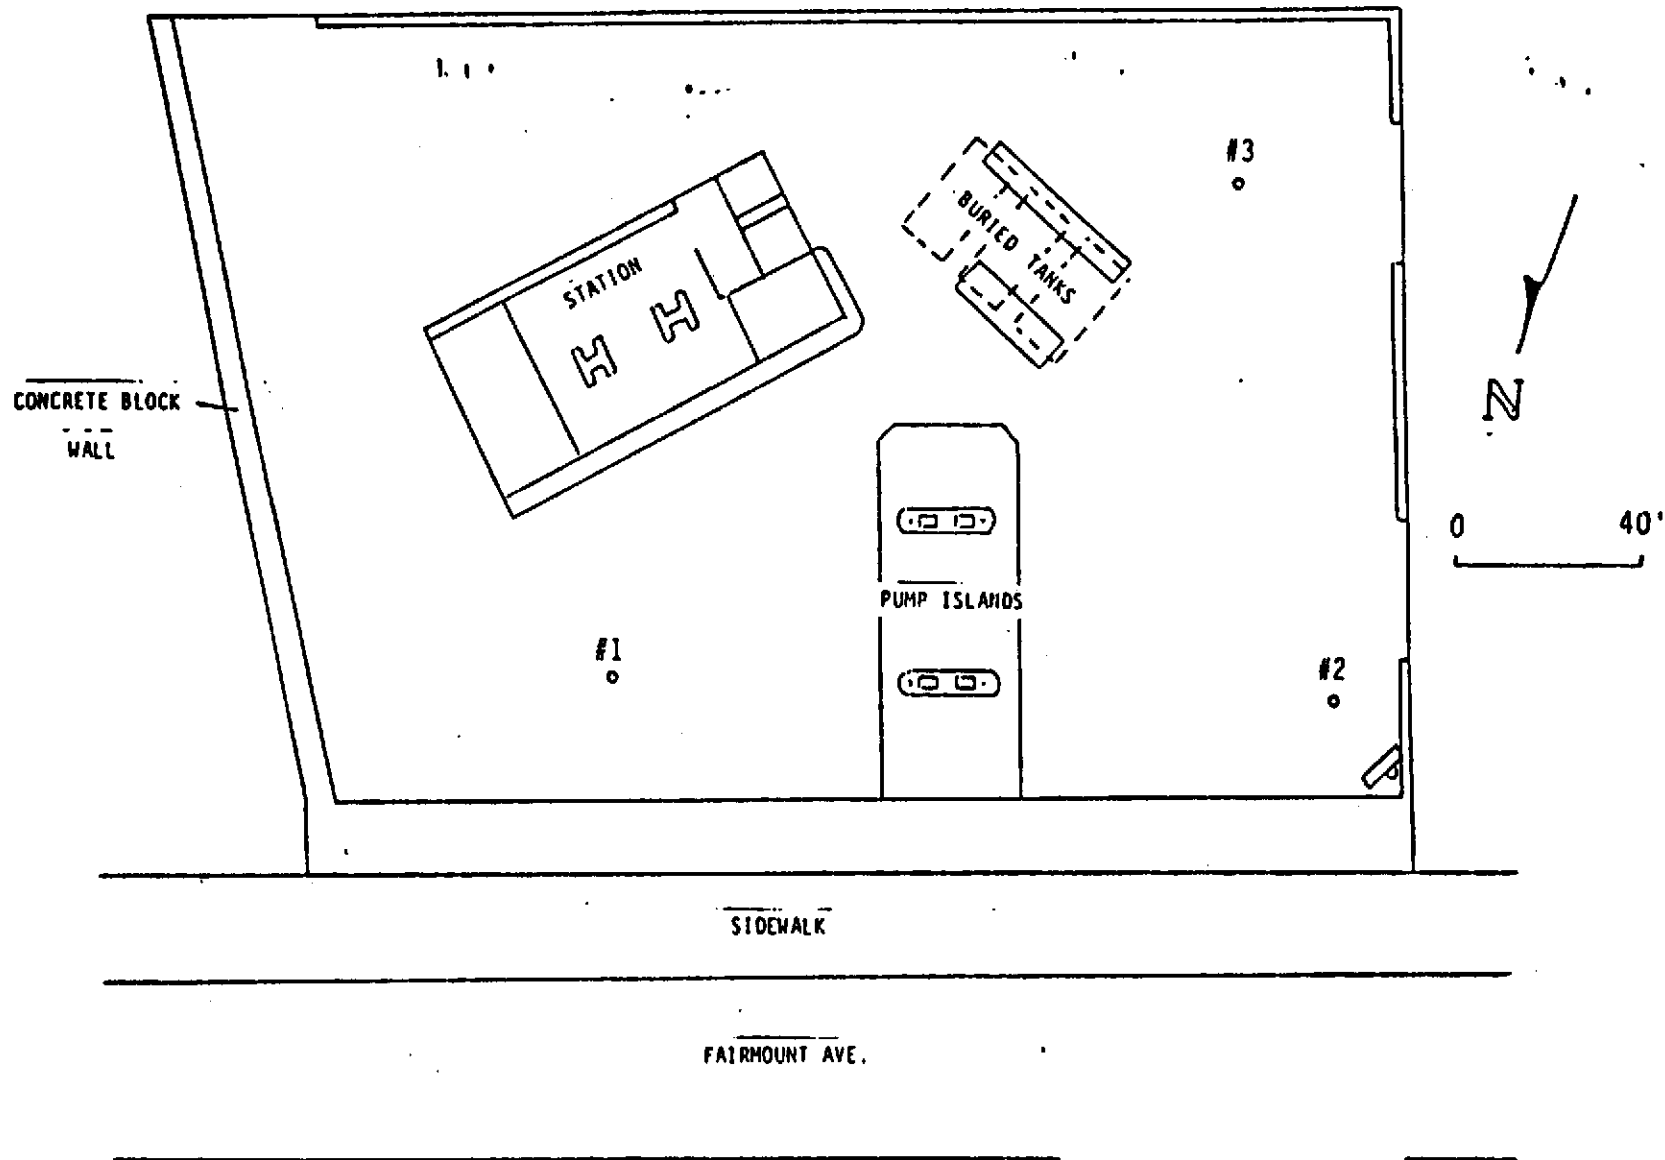 #3
BURIED TANKS
STATION
CONCRETE BLOCK
WALL
N
0 40'
PUMP ISLANDS
#1
#2
SIDEWALK
FAIRMOUNT AVE.